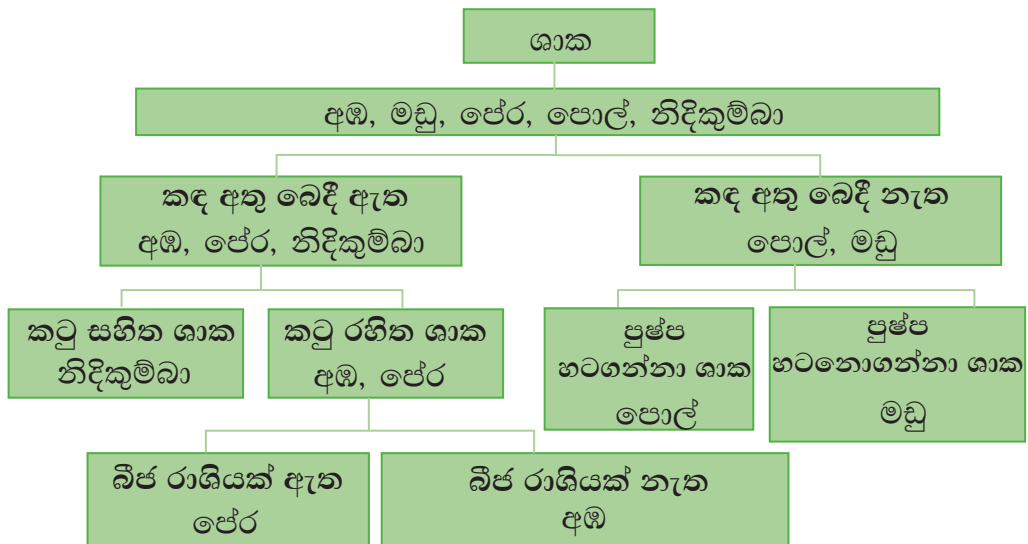 ශාක
අඹ, මඩු, පේර, පොල්, නිදිකුම්බා
කඳ අතු බෙදී ඇත
අඹ, පේර, නිදිකුම්බා
කඳ අතු බෙදී නැත
පොල්, මඩු
කටු සහිත ශාක
නිදිකුම්බා
කටු රහිත ශාක
අඹ, පේර
පුෂ්ප
හටගන්නා ශාක
පොල්
පුෂ්ප
හටනොගන්නා ශාක
මඩු
බීජ රාශියක් ඇත
පේර
බීජ රාශියක් නැත
අඹ